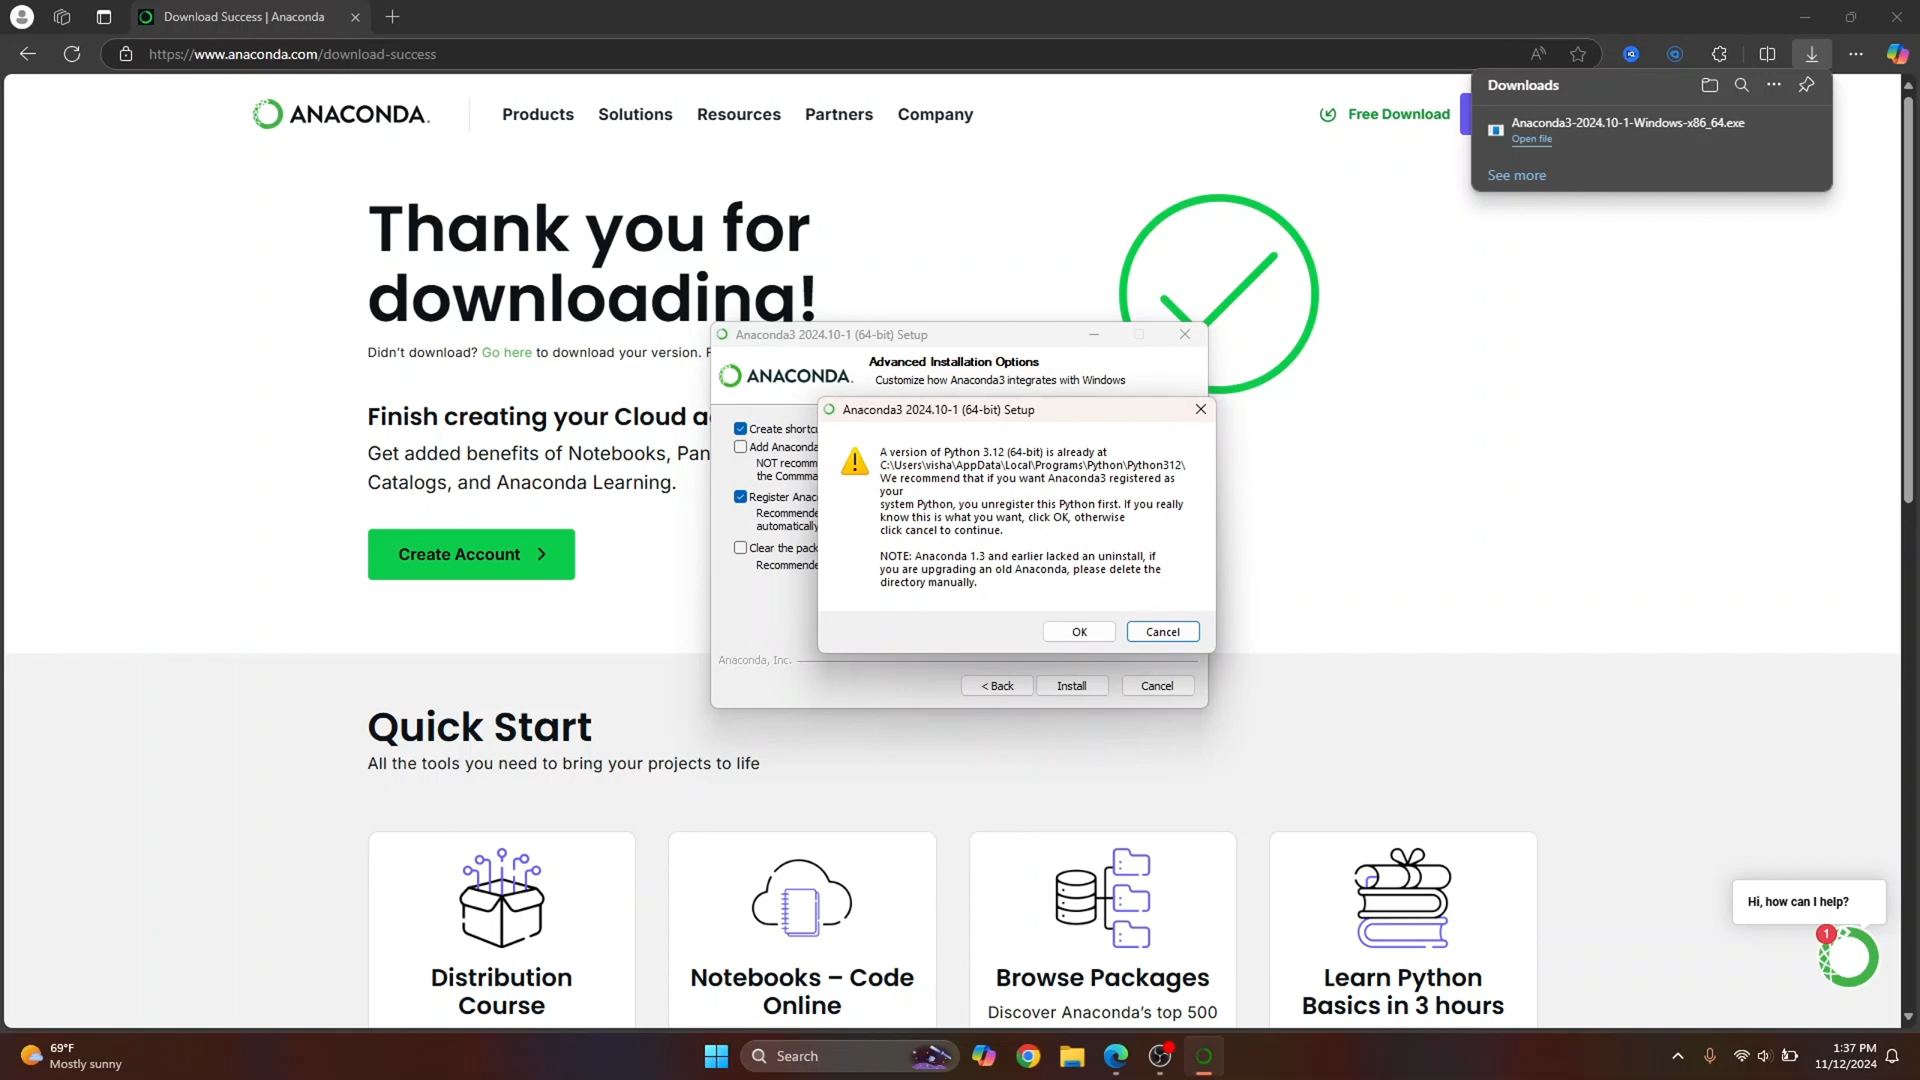 Download Success | Anaconda
https://www.anaconda.com/download-success
Downloads
Anaconda3-2024.10-1-Windows-x86_64.exe
Open file
See more
ANACONDA.
Products
Solutions
Resources
Partners
Company
Free Download
Thank you for
downloading!
Didn't download? Go here to download your version.
Finish creating your Cloud
Get added benefits of Notebooks,
Catalogs, and Anaconda Learning.
Create Account
Anaconda3 2024.10-1 (64-bit) Setup
ANACONDA.
Advanced Installation Options
Customize how Anaconda3 integrates with Windows
Create
Add Anaconda
NOT
the
Register
automatically
Clear the
Anaconda, Inc.
< Back
Install
Cancel
Anaconda3 2024.10-1 (64-bit) Setup
A version of Python 3.12 (64-bit) is already at
C:\Users\visha\AppData\Local\Programs\Python\Python312\
We recommend that if you want Anaconda3 registered as
your
system Python, you unregister this Python first. If you really
know this is what you want, click OK, otherwise
click cancel to continue.
NOTE: Anaconda 1.3 and earlier lacked an uninstall, if
you are upgrading an old Anaconda, please delete the
directory manually.
OK
Cancel
Quick Start
All the tools you need to bring your projects to life
Distribution
Course
Notebooks – Code
Online
Browse Packages
Discover Anaconda's top 500
Learn Python
Basics in 3 hours
Hi, how can I help?
1
69°F
Mostly sunny
Search
1:37 PM
11/12/2024